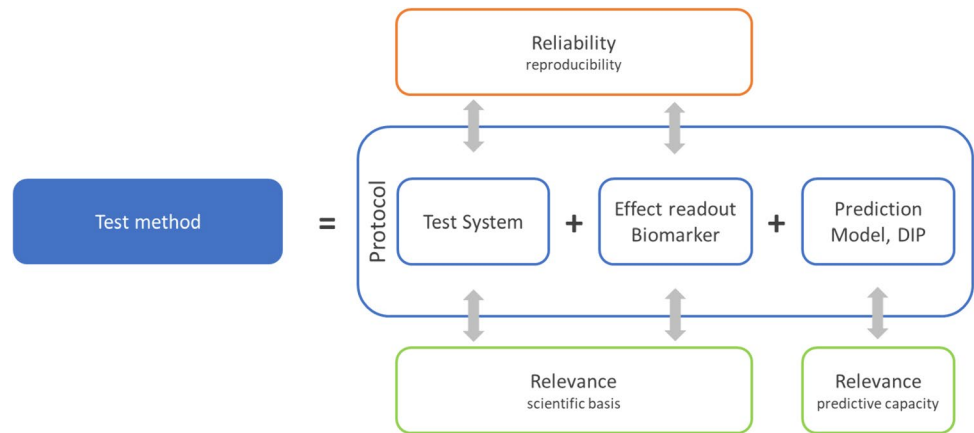 Reliability
reproducibility
Test method
=
Protocol
Test System
+
Effect readout
Biomarker
+
Prediction
Model, DIP
Relevance
scientific basis
Relevance
predictive capacity